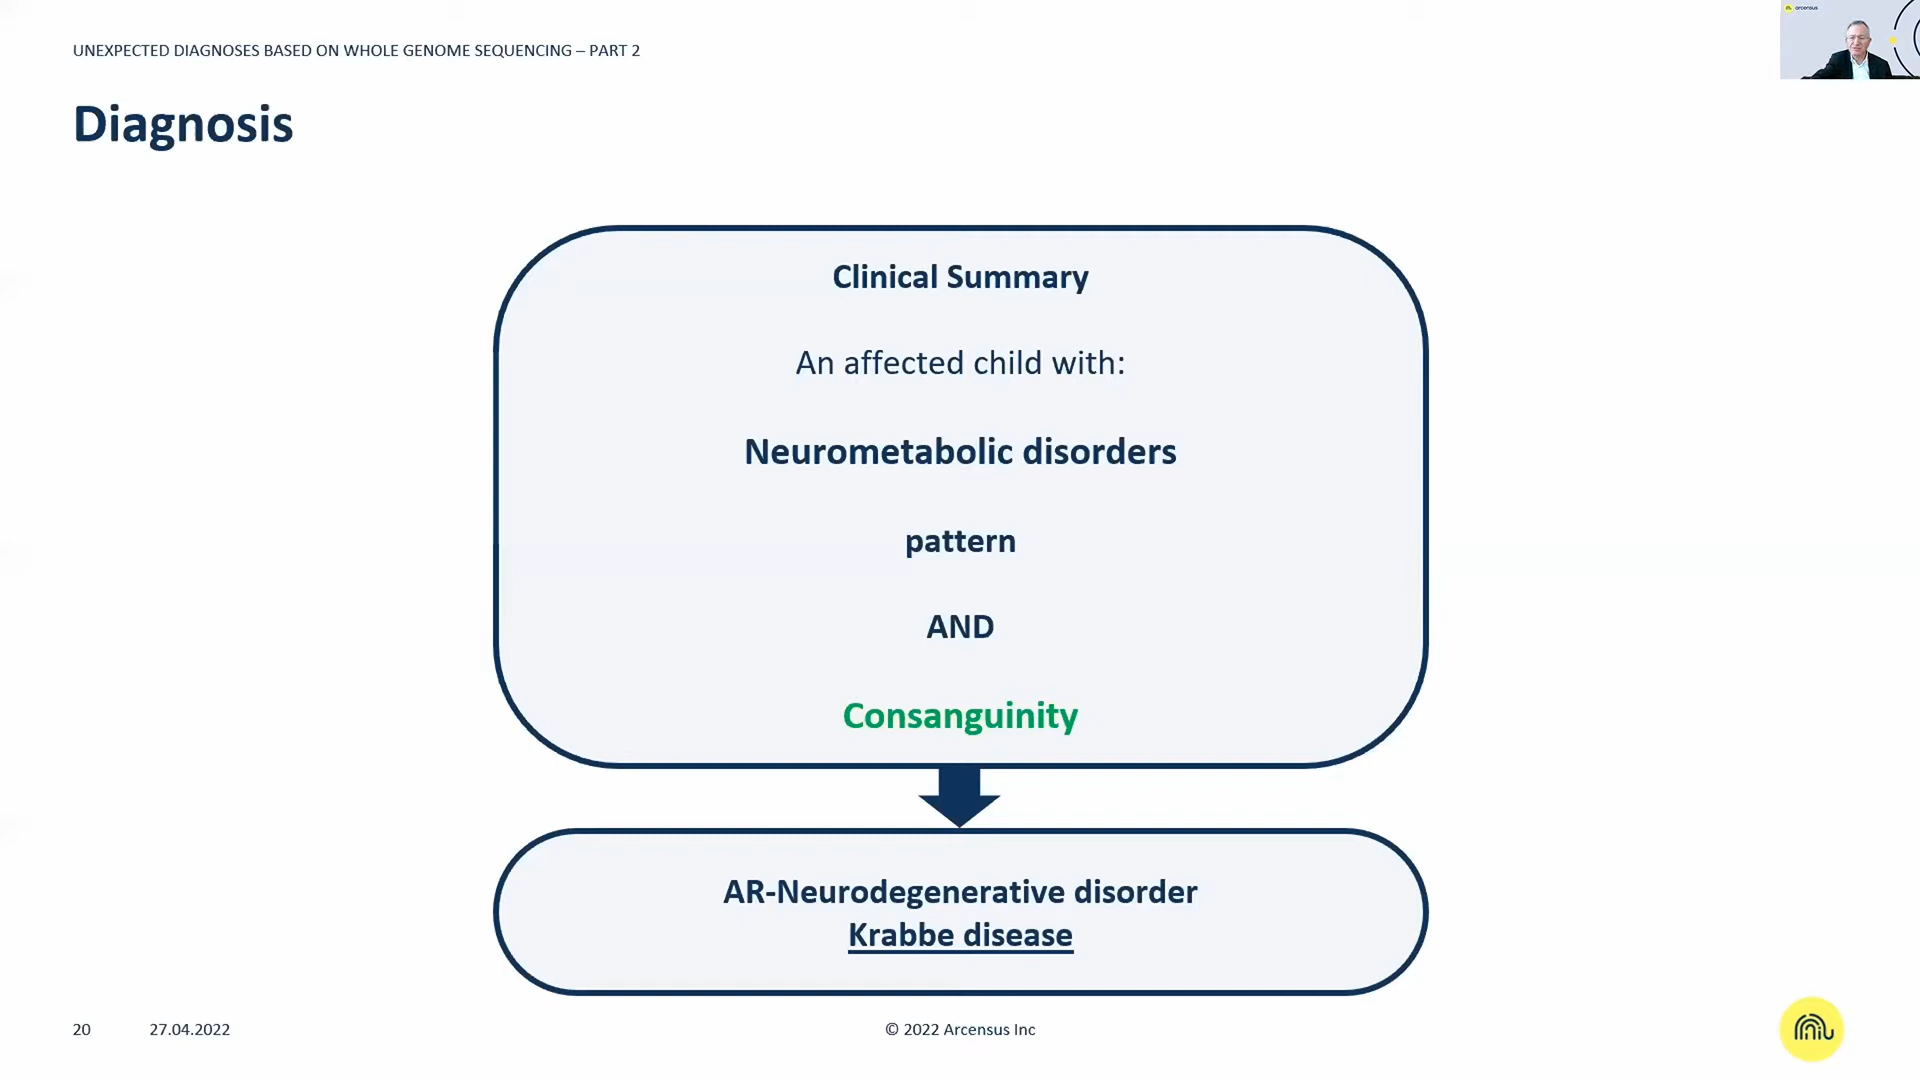 UNEXPECTED DIAGNOSES BASED ON WHOLE GENOME SEQUENCING – PART 2
arcensus
Diagnosis
Clinical Summary
An affected child with:
Neurometabolic disorders
pattern
AND
Consanguinity
AR-Neurodegenerative disorder
Krabbe disease
20
27.04.2022
© 2022 Arcensus Inc